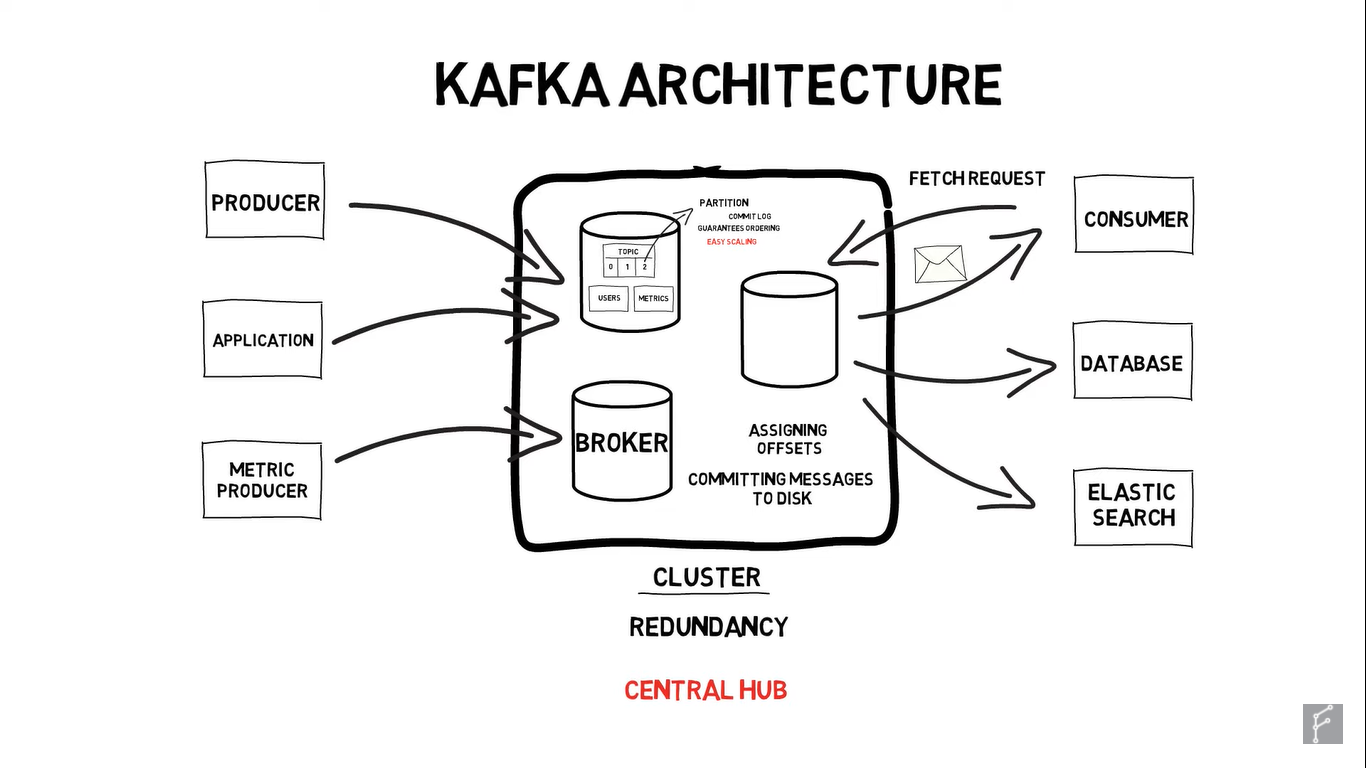 KAFKA ARCHITECTURE
PRODUCER
APPLICATION
METRIC
PRODUCER
TOPIC
0 1 2
USERS METRICS
PARTITION
COMMIT LOG
GUARANTEES ORDERING
EASY SCALING
BROKER
ASSIGNING
OFFSETS
COMMITTING MESSAGES
TO DISK
FETCH REQUEST
CONSUMER
DATABASE
ELASTIC
SEARCH
CLUSTER
REDUNDANCY
CENTRAL HUB